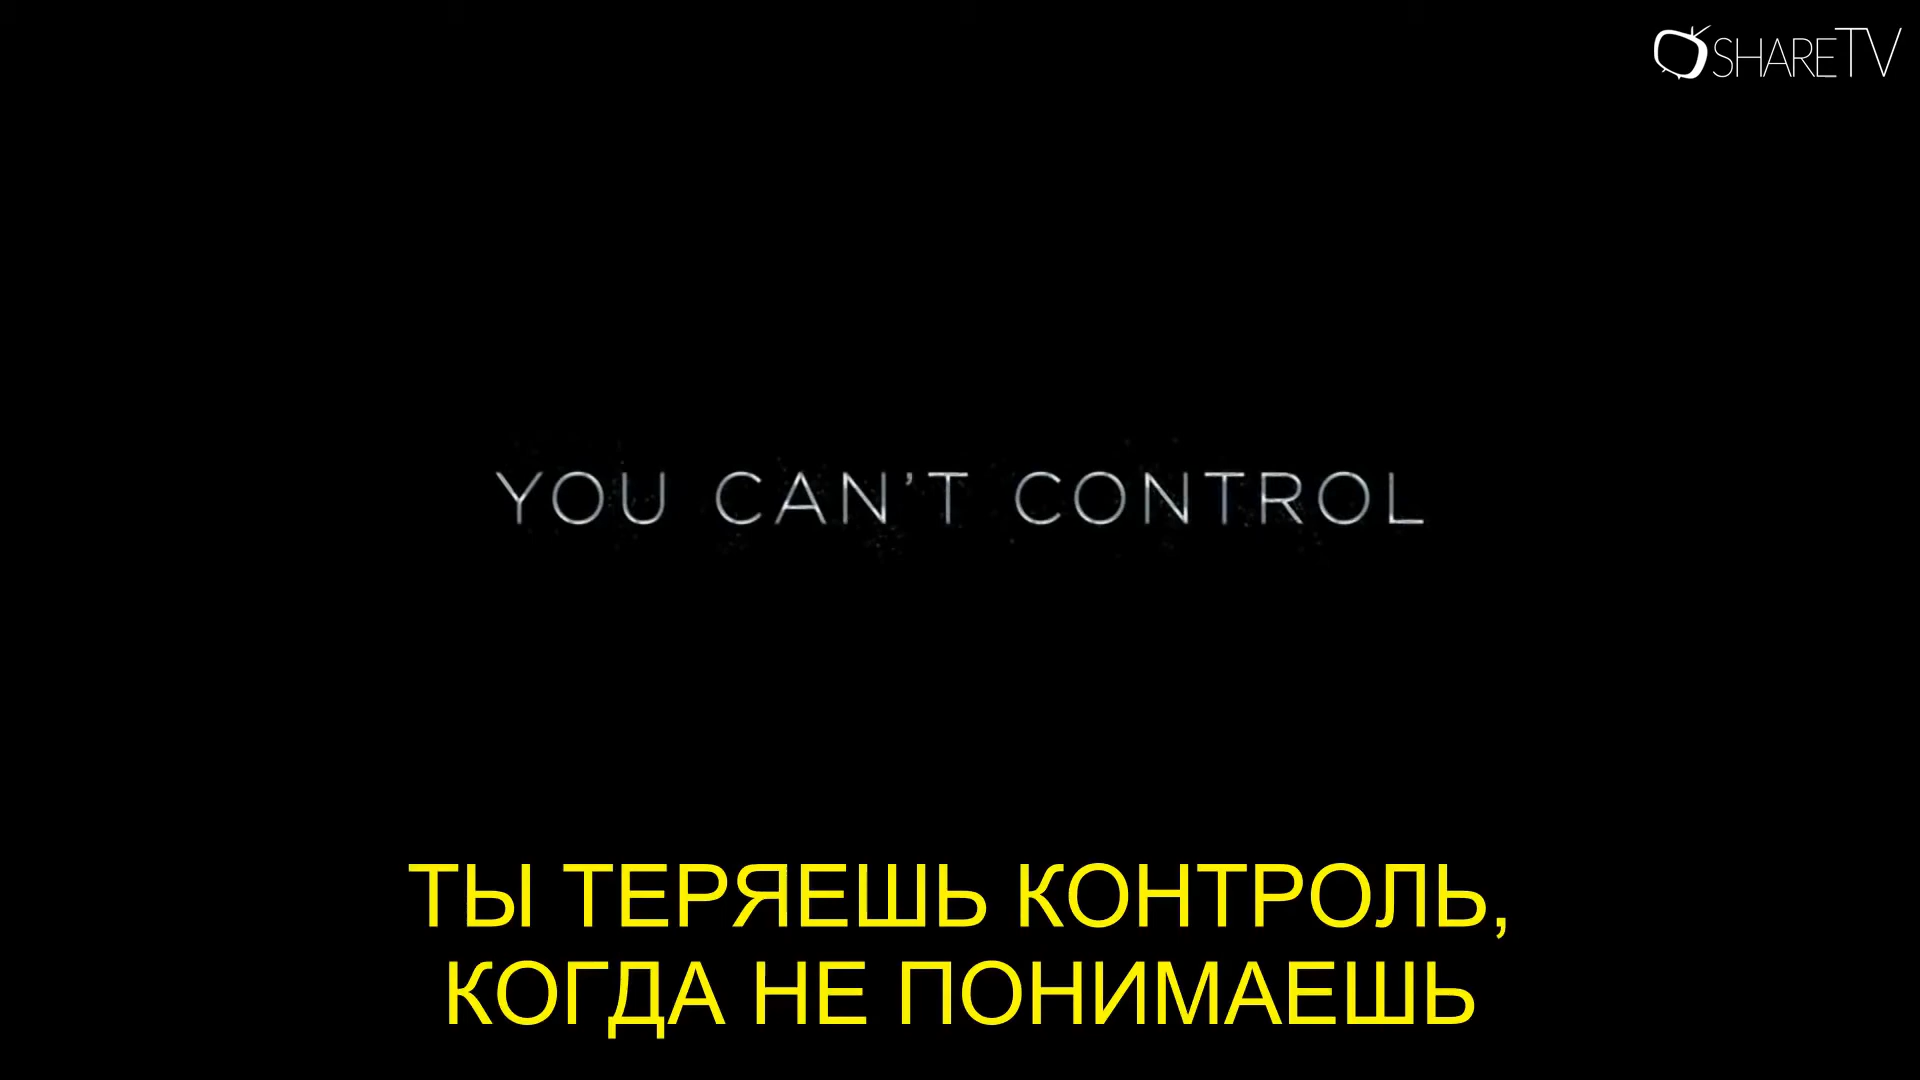 SHARETV
YOU CAN'T CONTROL
ТЫ ТЕРЯЕШЬ КОНТРОЛЬ,
КОГДА НЕ ПОНИМАЕШЬ